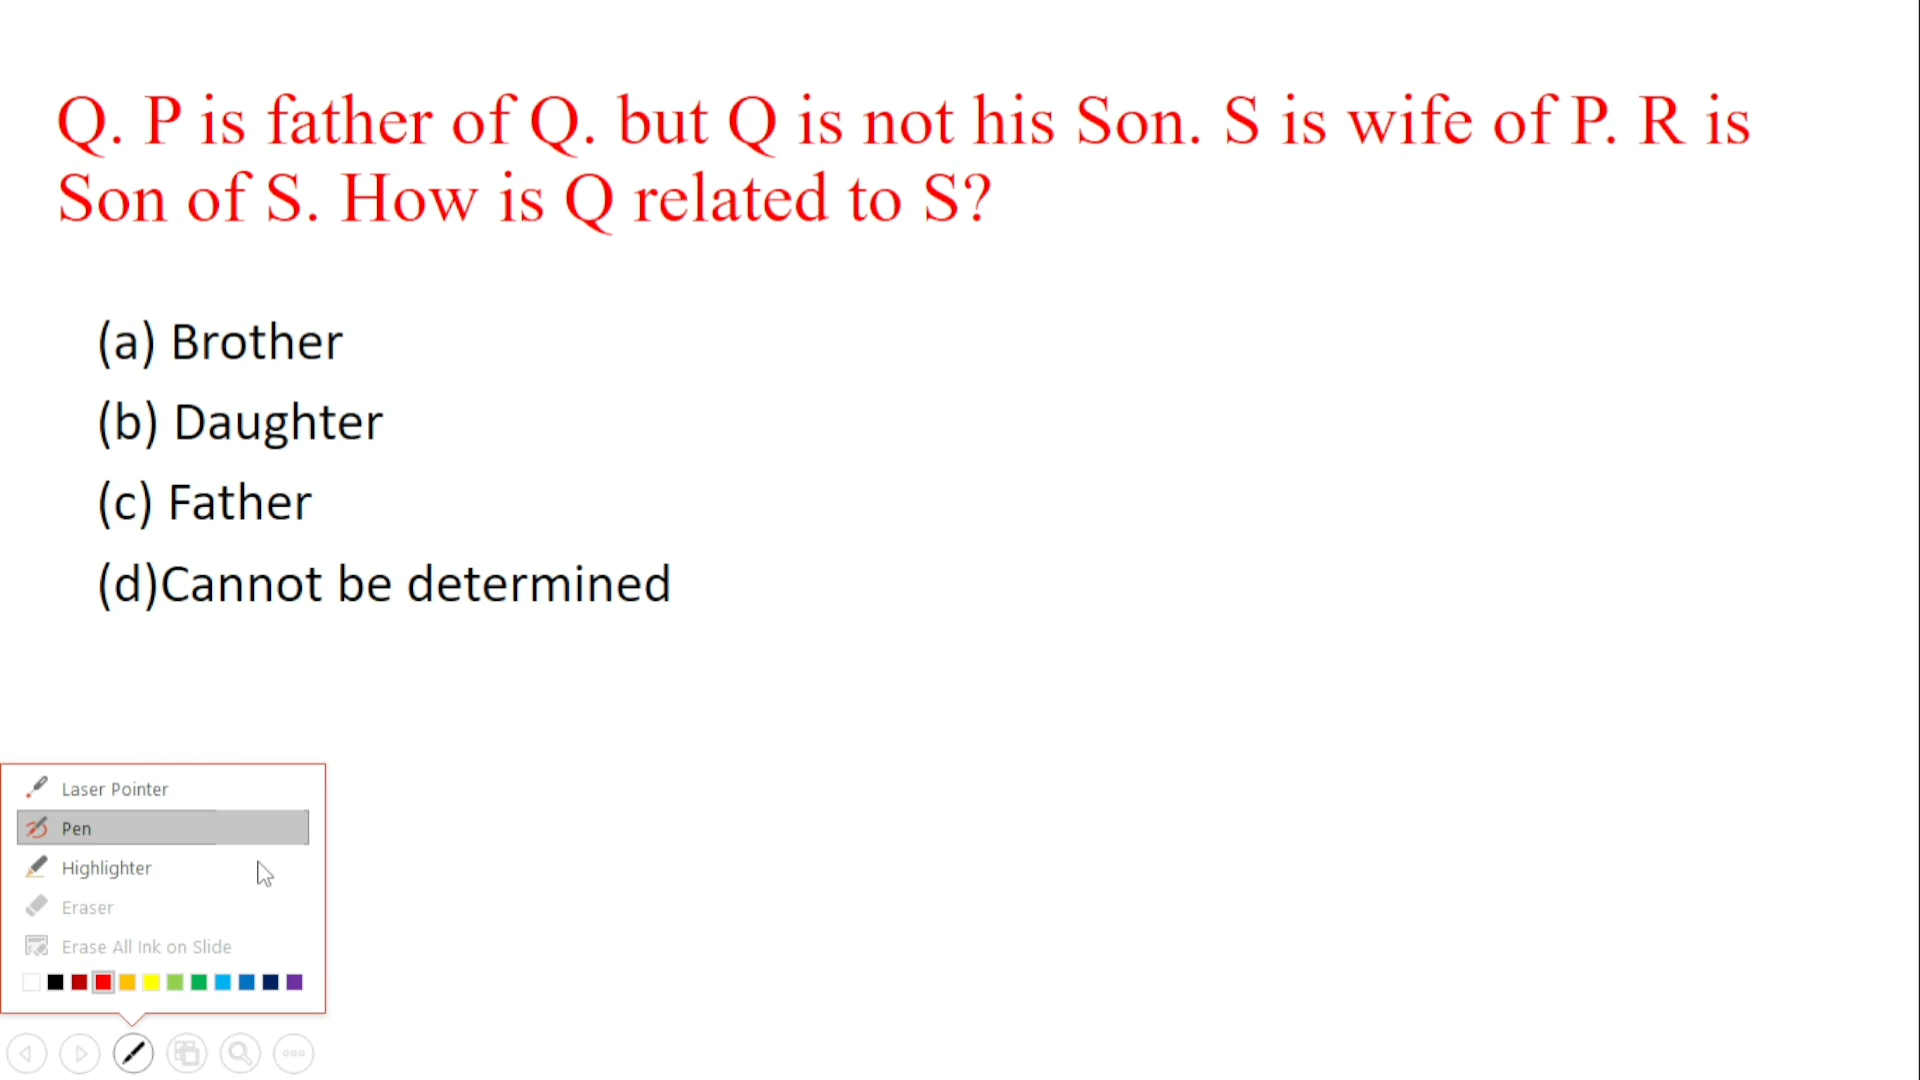 Q. P is father of Q. but Q is not his Son. S is wife of P. R is
Son of S. How is Q related to S?
(a) Brother
(b) Daughter
(c) Father
(d)Cannot be determined
Laser Pointer
Pen
Highlighter
Eraser
Erase All Ink on Slide